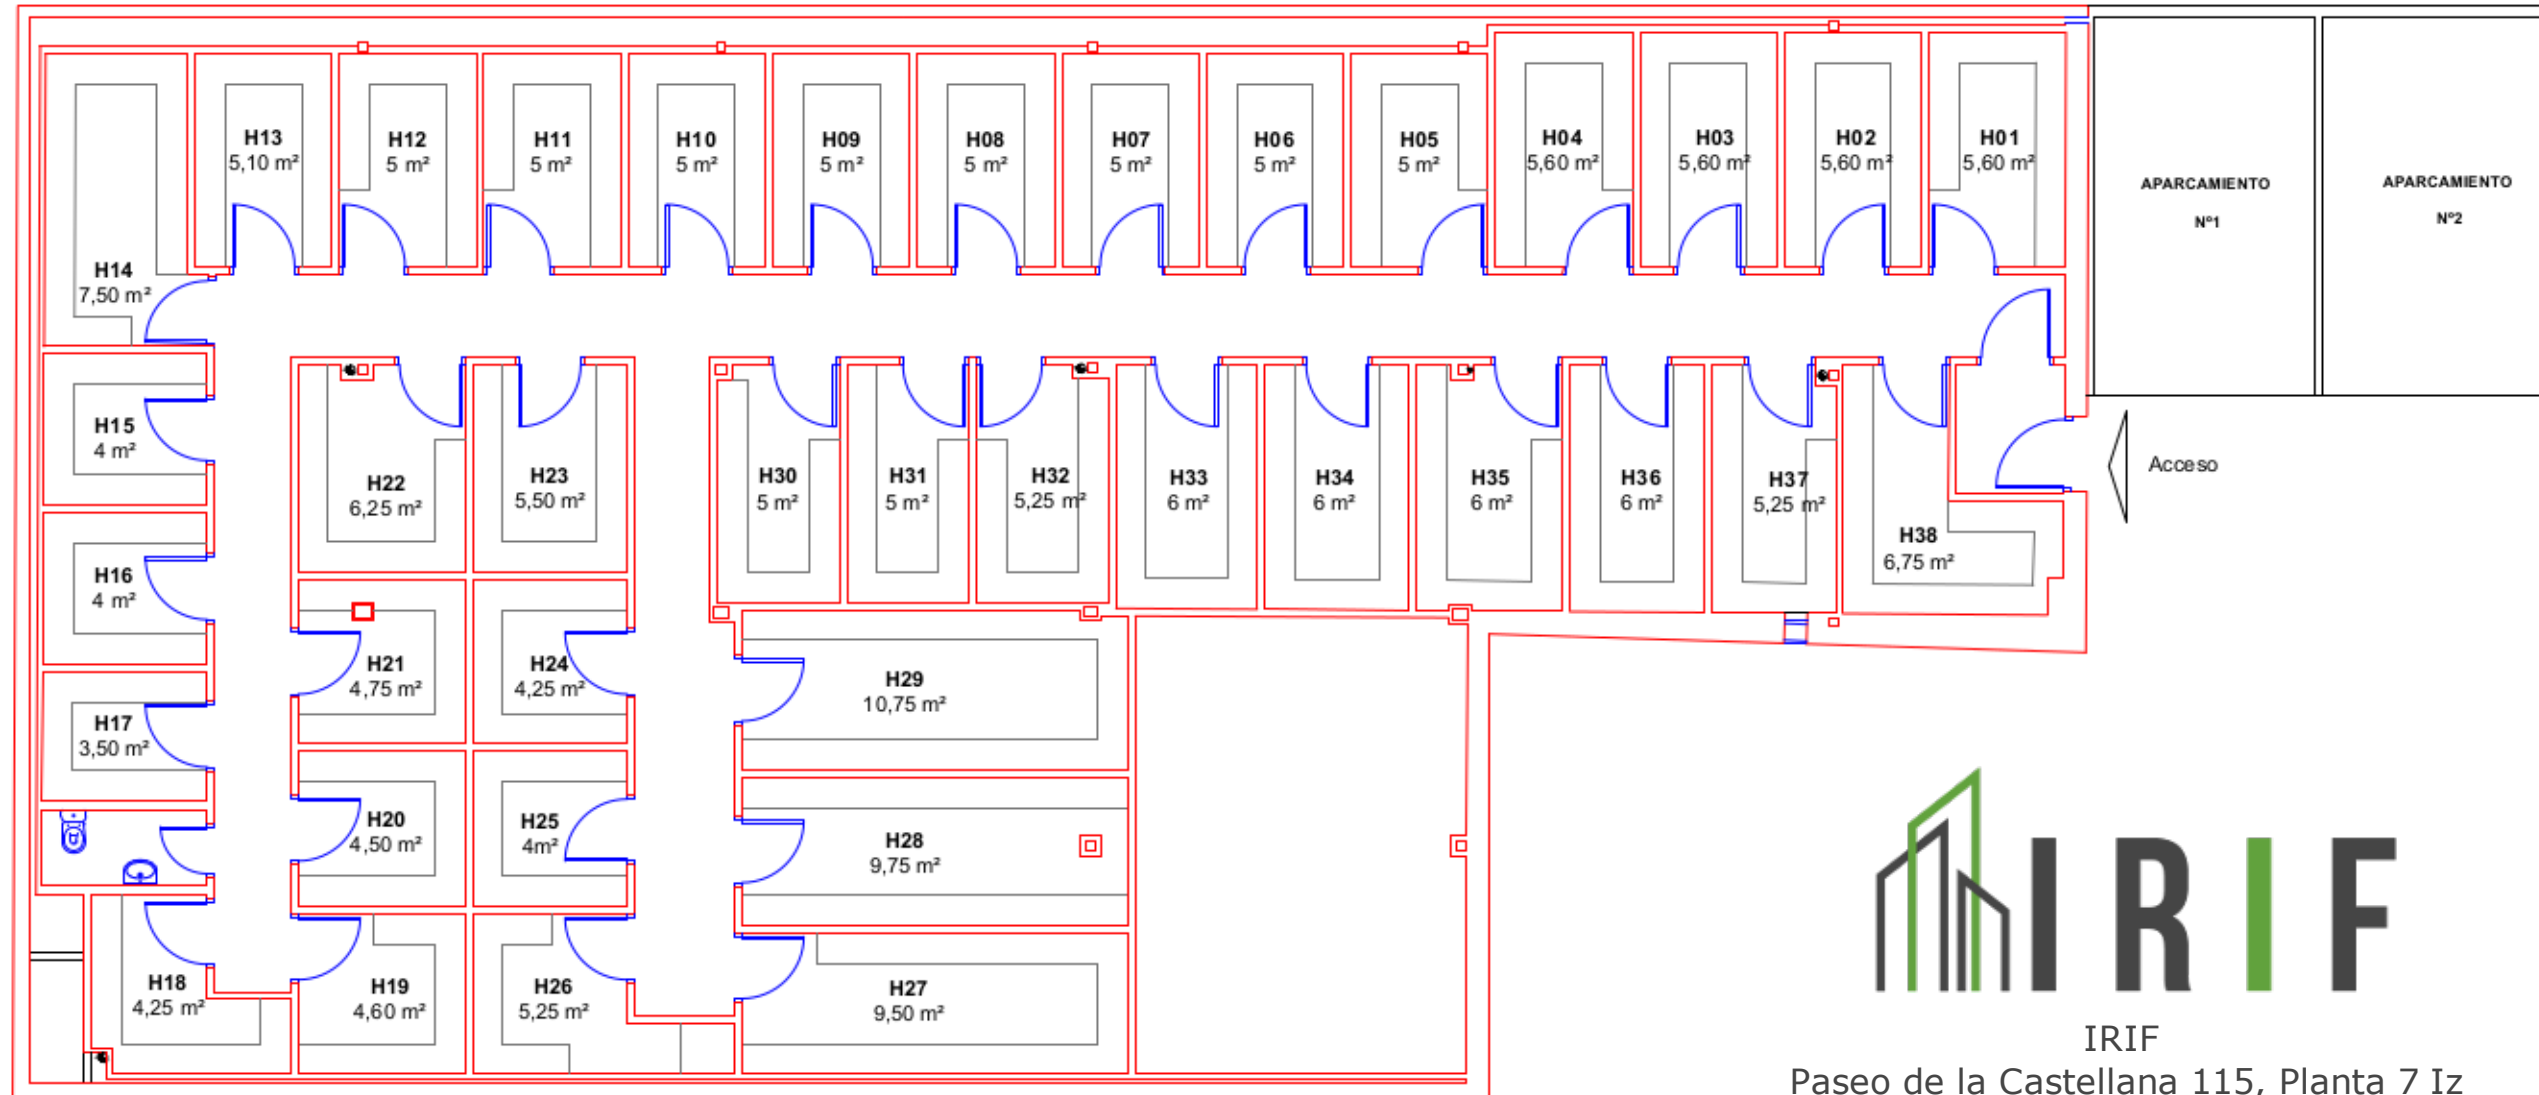 H13
5,10 m²
H12
5 m²
H11
5 m²
H10
5 m²
H09
5 m²
H08
5 m²
H07
5 m²
H06
5 m²
H05
5 m²
H04
5,60 m²
H03
5,60 m²
H02
5,60 m²
H01
5,60 m²
APARCAMIENTO
Nº1
APARCAMIENTO
Nº2
H14
7,50 m²
H15
4 m²
H22
6,25 m²
H23
5,50 m²
H30
5 m²
H31
5 m²
H32
5,25 m²
H33
6 m²
H34
6 m²
H35
6 m²
H36
6 m²
H37
5,25 m²
H38
6,75 m²
Acceso
H16
4 m²
H21
4,75 m²
H24
4,25 m²
H29
10,75 m²
H17
3,50 m²
H20
4,50 m²
H25
4m²
H28
9,75 m²
H18
4,25 m²
H19
4,60 m²
H26
5,25 m²
H27
9,50 m²
IRIF
IRIF
Paseo de la Castellana 115, Planta 7 Iz